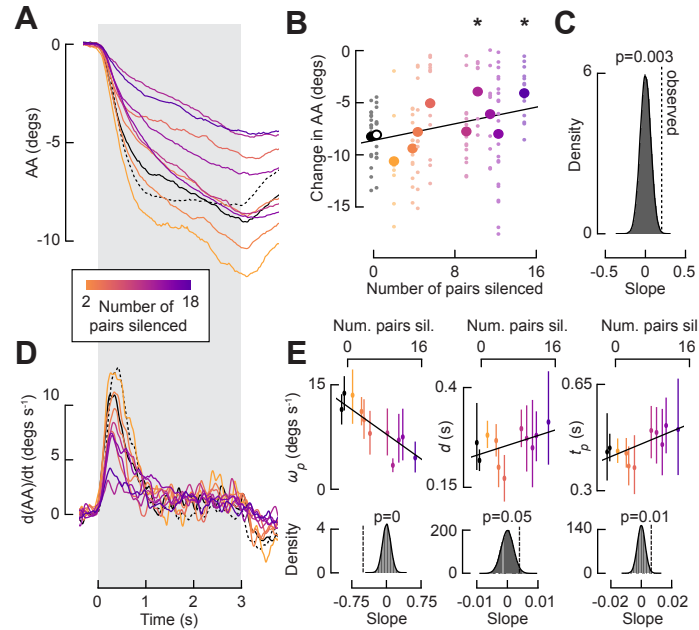 A
AA (degs)
0
-5
-10
Number of
pairs silenced
2
18
B
* *
Change in AA (degs)
0
-5
-10
-15
0 4 8 12 16
Number of pairs silenced
C
p=0.003
observed
Density
6
0
-0.5 0 0.5
Slope
D
d(AA)/dt (degs s⁻¹)
10
5
0
0 1 2 3
Time (s)
E
Num. pairs sil.
0 16
ωp (degs s⁻¹)
15
0
Density
4
0
p=0
-0.75 0 0.75
Slope
Num. pairs sil.
0 16
d (s)
0.4
0.15
200
0
p=0.05
-0.01 0 0.01
Slope
Num. pairs sil.
0 16
tp (s)
0.65
0.3
140
0
p=0.01
-0.02 0 0.02
Slope